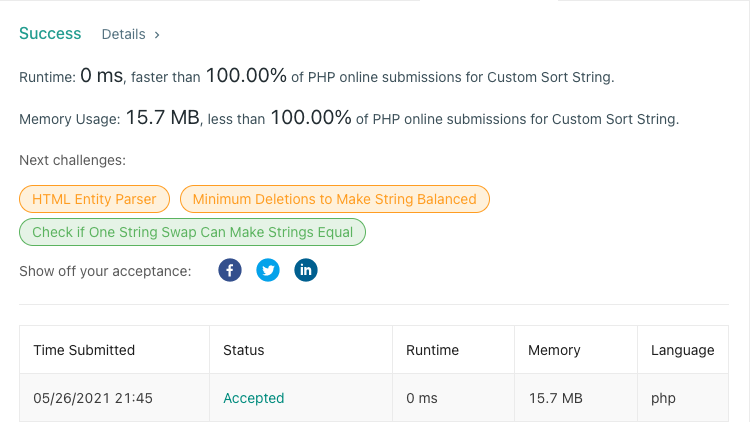 Success Details >
Runtime: 0 ms, faster than 100.00% of PHP online submissions for Custom Sort String.
Memory Usage: 15.7 MB, less than 100.00% of PHP online submissions for Custom Sort String.
Next challenges:
HTML Entity Parser Minimum Deletions to Make String Balanced
Check if One String Swap Can Make Strings Equal
Show off your acceptance: f in
Time Submitted Status Runtime Memory Language
05/26/2021 21:45 Accepted 0 ms 15.7 MB php